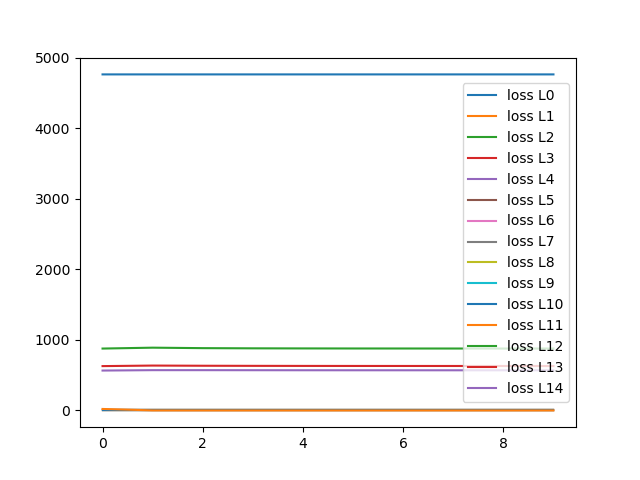 5000
4000
3000
2000
1000
0
0
2
4
6
8
loss L0
loss L1
loss L2
loss L3
loss L4
loss L5
loss L6
loss L7
loss L8
loss L9
loss L10
loss L11
loss L12
loss L13
loss L14